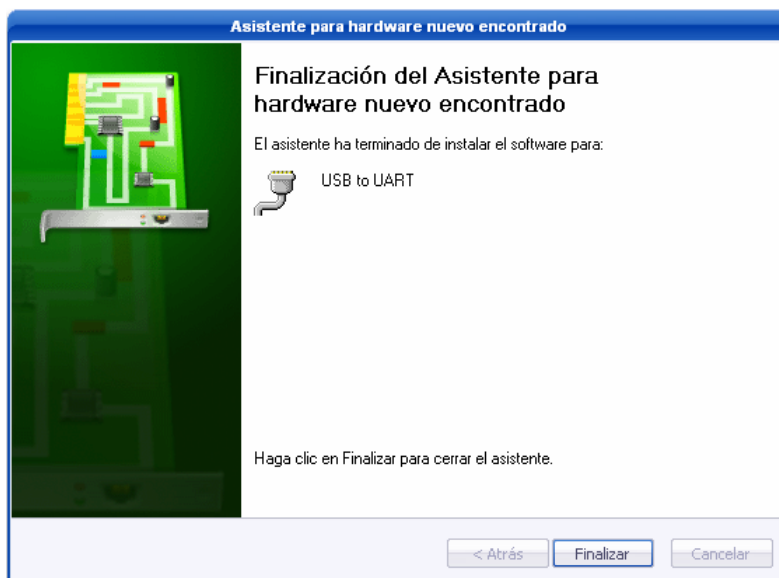 Asistente para hardware nuevo encontrado
Finalización del Asistente para
hardware nuevo encontrado
El asistente ha terminado de instalar el software para:
USB to UART
Haga clic en Finalizar para cerrar el asistente.
< Atrás Finalizar Cancelar